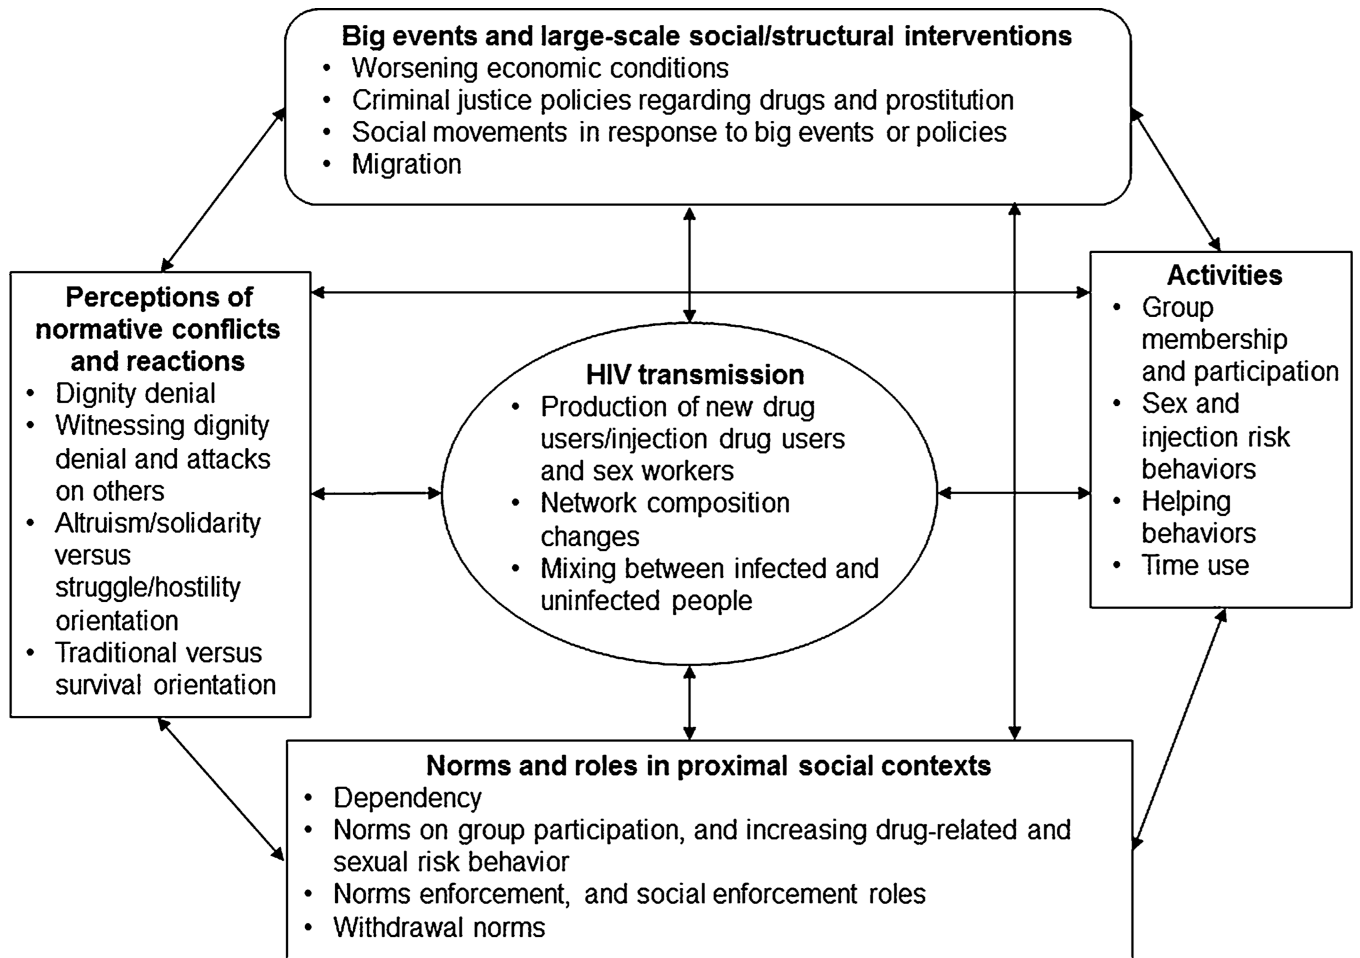 Big events and large-scale social/structural interventions
• Worsening economic conditions
• Criminal justice policies regarding drugs and prostitution
• Social movements in response to big events or policies
• Migration
Perceptions of
normative conflicts
and reactions
• Dignity denial
• Witnessing dignity
denial and attacks
on others
• Altruism/solidarity
versus
struggle/hostility
orientation
• Traditional versus
survival orientation
HIV transmission
• Production of new drug
users/injection drug users
and sex workers
• Network composition
changes
• Mixing between infected and
uninfected people
Activities
• Group
membership
and participation
• Sex and
injection risk
behaviors
• Helping
behaviors
• Time use
Norms and roles in proximal social contexts
• Dependency
• Norms on group participation, and increasing drug-related and
sexual risk behavior
• Norms enforcement, and social enforcement roles
• Withdrawal norms